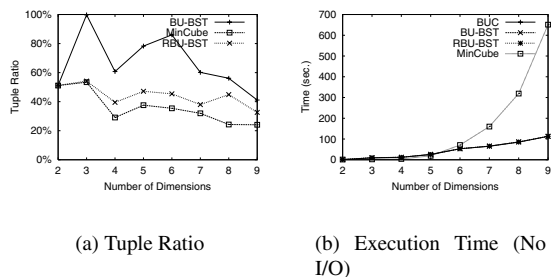 100%
80%
60%
40%
20%
0%
Tuple Ratio
BU-BST
MinCube
RBU-BST
2 3 4 5 6 7 8 9
Number of Dimensions
(a) Tuple Ratio
700
600
500
400
300
200
100
0
Time (sec.)
BUC
BU-BST
RBU-BST
MinCube
2 3 4 5 6 7 8 9
Number of Dimensions
(b) Execution Time (No
I/O)